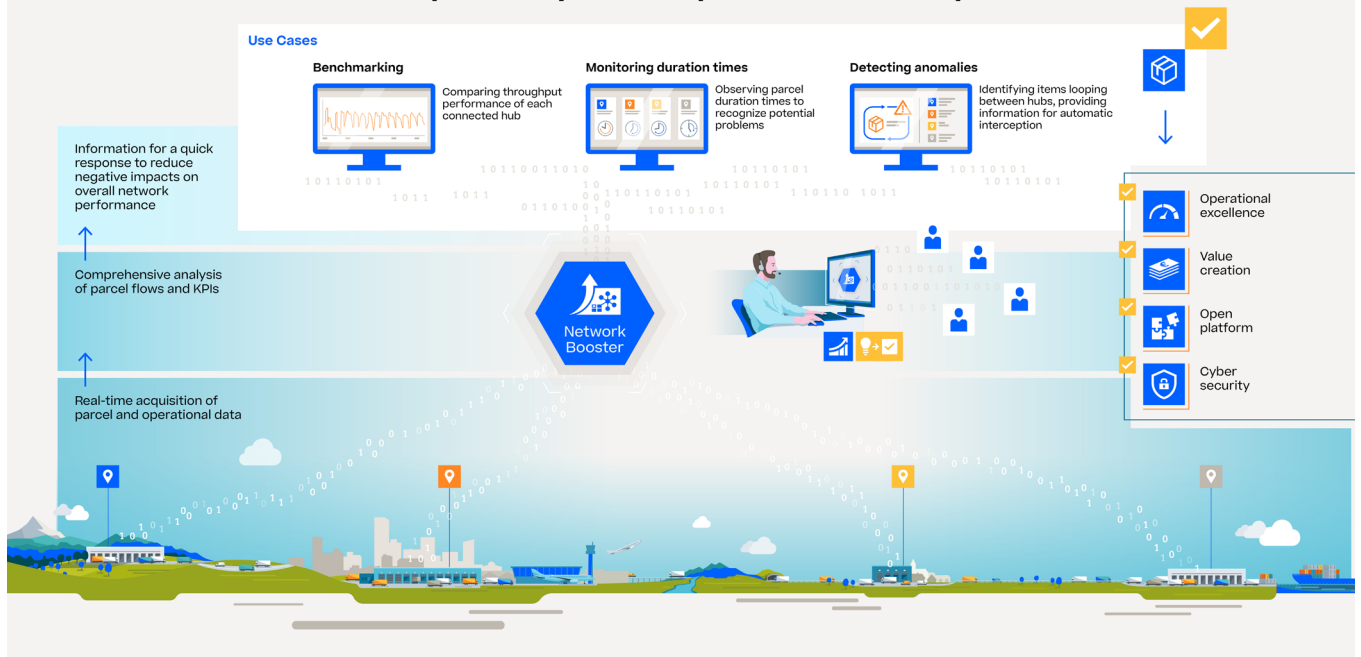 Use Cases
Benchmarking
Comparing throughput
performance of each
connected hub
Monitoring duration times
Observing parcel
duration times to
recognize potential
problems
Detecting anomalies
Identifying items looping
between hubs, providing
information for automatic
interception
Information for a quick
response to reduce
negative impacts on
overall network
performance
Comprehensive analysis
of parcel flows and KPIs
Real-time acquisition of
parcel and operational data
Network
Booster
Operational
excellence
Value
creation
Open
platform
Cyber
security